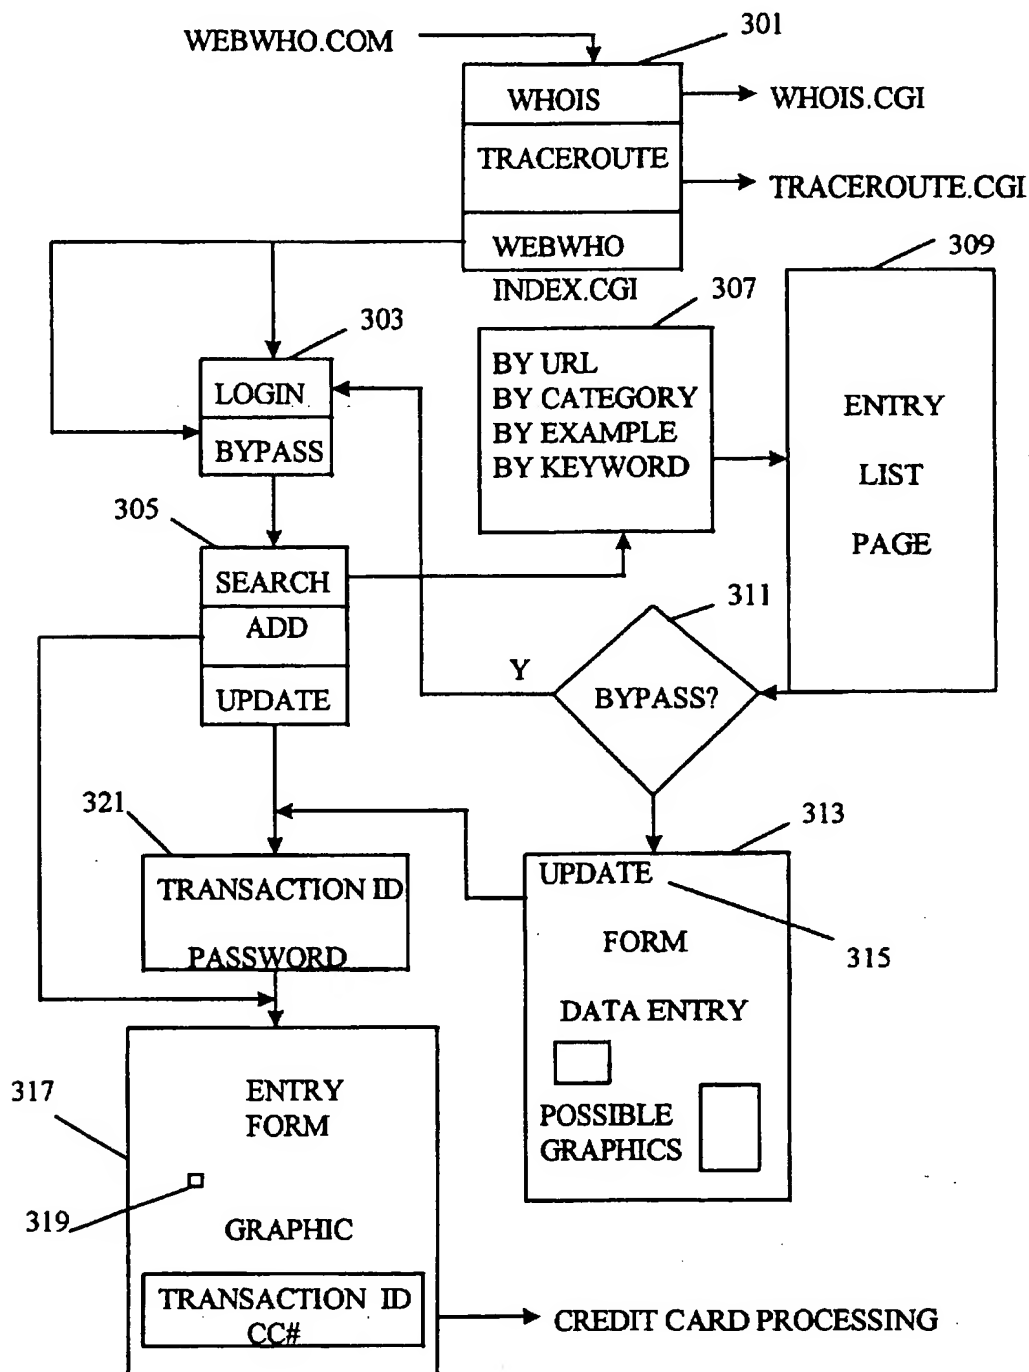 301
WEBWHO.COM
WHOIS
WHOIS.CGI
TRACEROUTE
TRACEROUTE.CGI
WEBWHO
309
INDEX.CGI
307
303
BY URL
BY CATEGORY
BY EXAMPLE
BY KEYWORD
LOGIN
BYPASS
ENTRY
LIST
PAGE
305
SEARCH
ADD
UPDATE
311
Y
BYPASS?
321
313
TRANSACTION ID
PASSWORD
UPDATE
FORM
315
DATA ENTRY
POSSIBLE
GRAPHICS
317
ENTRY
FORM
319
GRAPHIC
TRANSACTION ID
CC#
CREDIT CARD PROCESSING